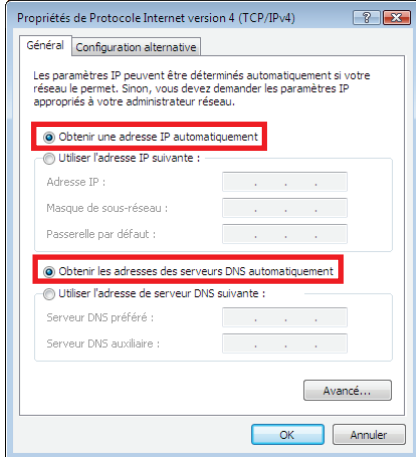 Propriétés de Protocole Internet version 4 (TCP/IPv4)
Général
Configuration alternative
Les paramètres IP peuvent être déterminés automatiquement si votre
réseau le permet. Sinon, vous devez demander les paramètres IP
appropriés à votre administrateur réseau.
Obtenir une adresse IP automatiquement
Utiliser l'adresse IP suivante :
Adresse IP :
Masque de sous-réseau :
Passerelle par défaut :
Obtenir les adresses des serveurs DNS automatiquement
Utiliser l'adresse de serveur DNS suivante :
Serveur DNS préféré :
Serveur DNS auxiliaire :
Avancé...
OK
Annuler